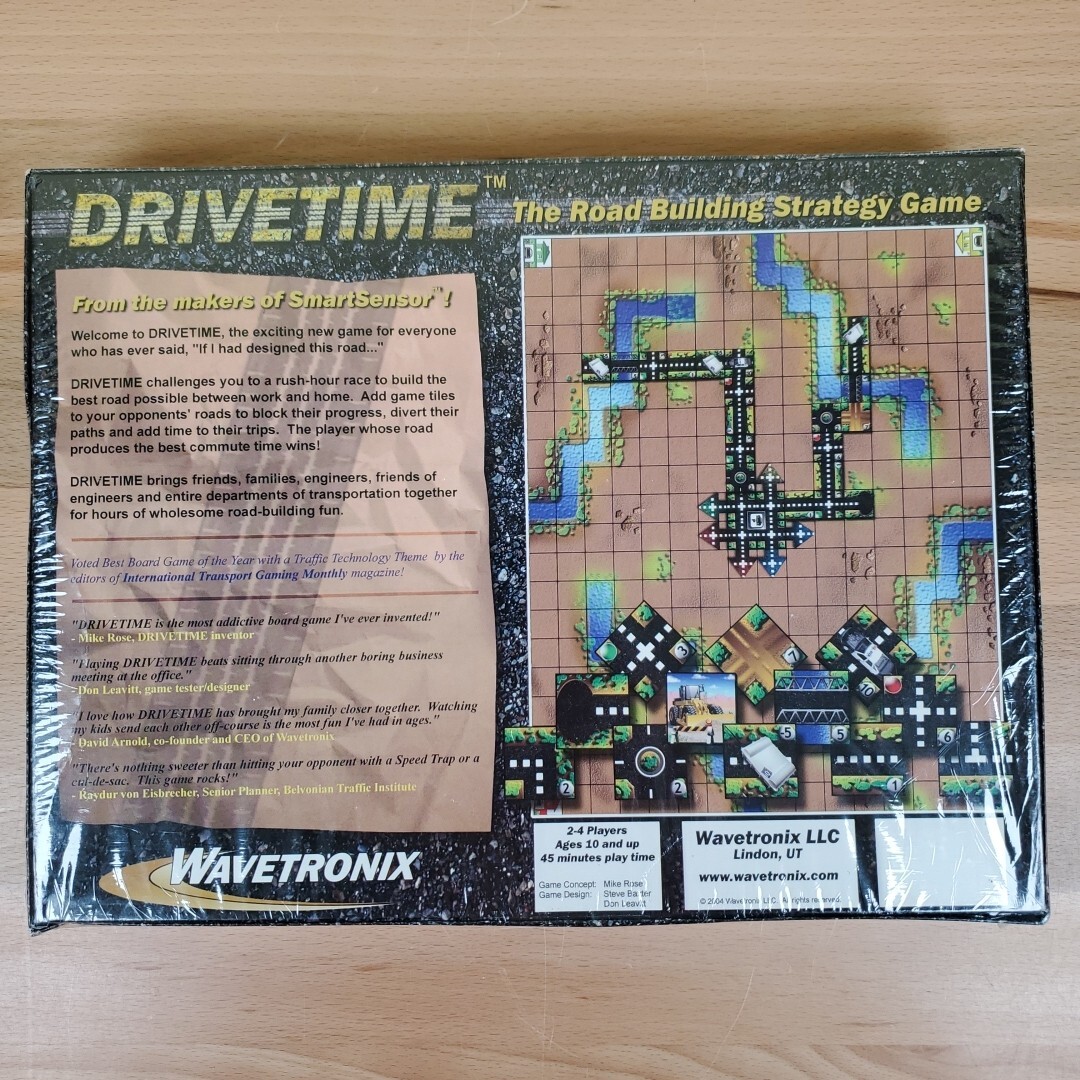 DRIVETIME™
The Road Building Strategy Game
From the makers of SmartSensor™!
Welcome to DRIVETIME, the exciting new game for everyone
who has ever said, "If I had designed this road..."
DRIVETIME challenges you to a rush-hour race to build the
best road possible between work and home. Add game tiles
to your opponents' roads to block their progress, divert their
paths and add time to their trips. The player whose road
produces the best commute time wins!
DRIVETIME brings friends, families, engineers, friends of
engineers and entire departments of transportation together
for hours of wholesome road-building fun.
Voted Best Board Game of the Year with a Traffic Technology Theme by the
editors of International Transport Gaming Monthly magazine!
"DRIVETIME is the most addictive board game I've ever invented!"
- Mike Rose, DRIVETIME inventor
"Playing DRIVETIME beats sitting through another boring business
meeting at the office."
- Don Leavitt, game tester/designer
"I love how DRIVETIME has brought my family closer together. Watching
my kids send each other off-course is the most fun I've had in ages."
- David Arnold, co-founder and CEO of Wavetronix
"There's nothing sweeter than hitting your opponent with a Speed Trap or a
cul-de-sac. This game rocks!"
- Raydur von Eisbrecher, Senior Planner, Belvonian Traffic Institute
WAVETRONIX
3
7
10
-5
5
6
2
2
1
2-4 Players
Ages 10 and up
45 minutes play time
Game Concept: Mike Rose
Game Design: Steve Baxter
Don Leavitt
Wavetronix LLC
Lindon, UT
www.wavetronix.com
© 2004 Wavetronix LLC. All rights reserved.